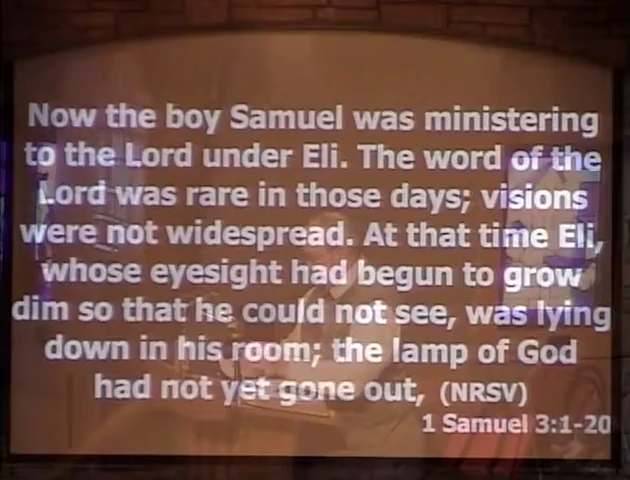 Now the boy Samuel was ministering
to the Lord under Eli. The word of the
Lord was rare in those days; visions
were not widespread. At that time Eli,
whose eyesight had begun to grow
dim so that he could not see, was lying
down in his room; the lamp of God
had not yet gone out, (NRSV)
1 Samuel 3:1-20